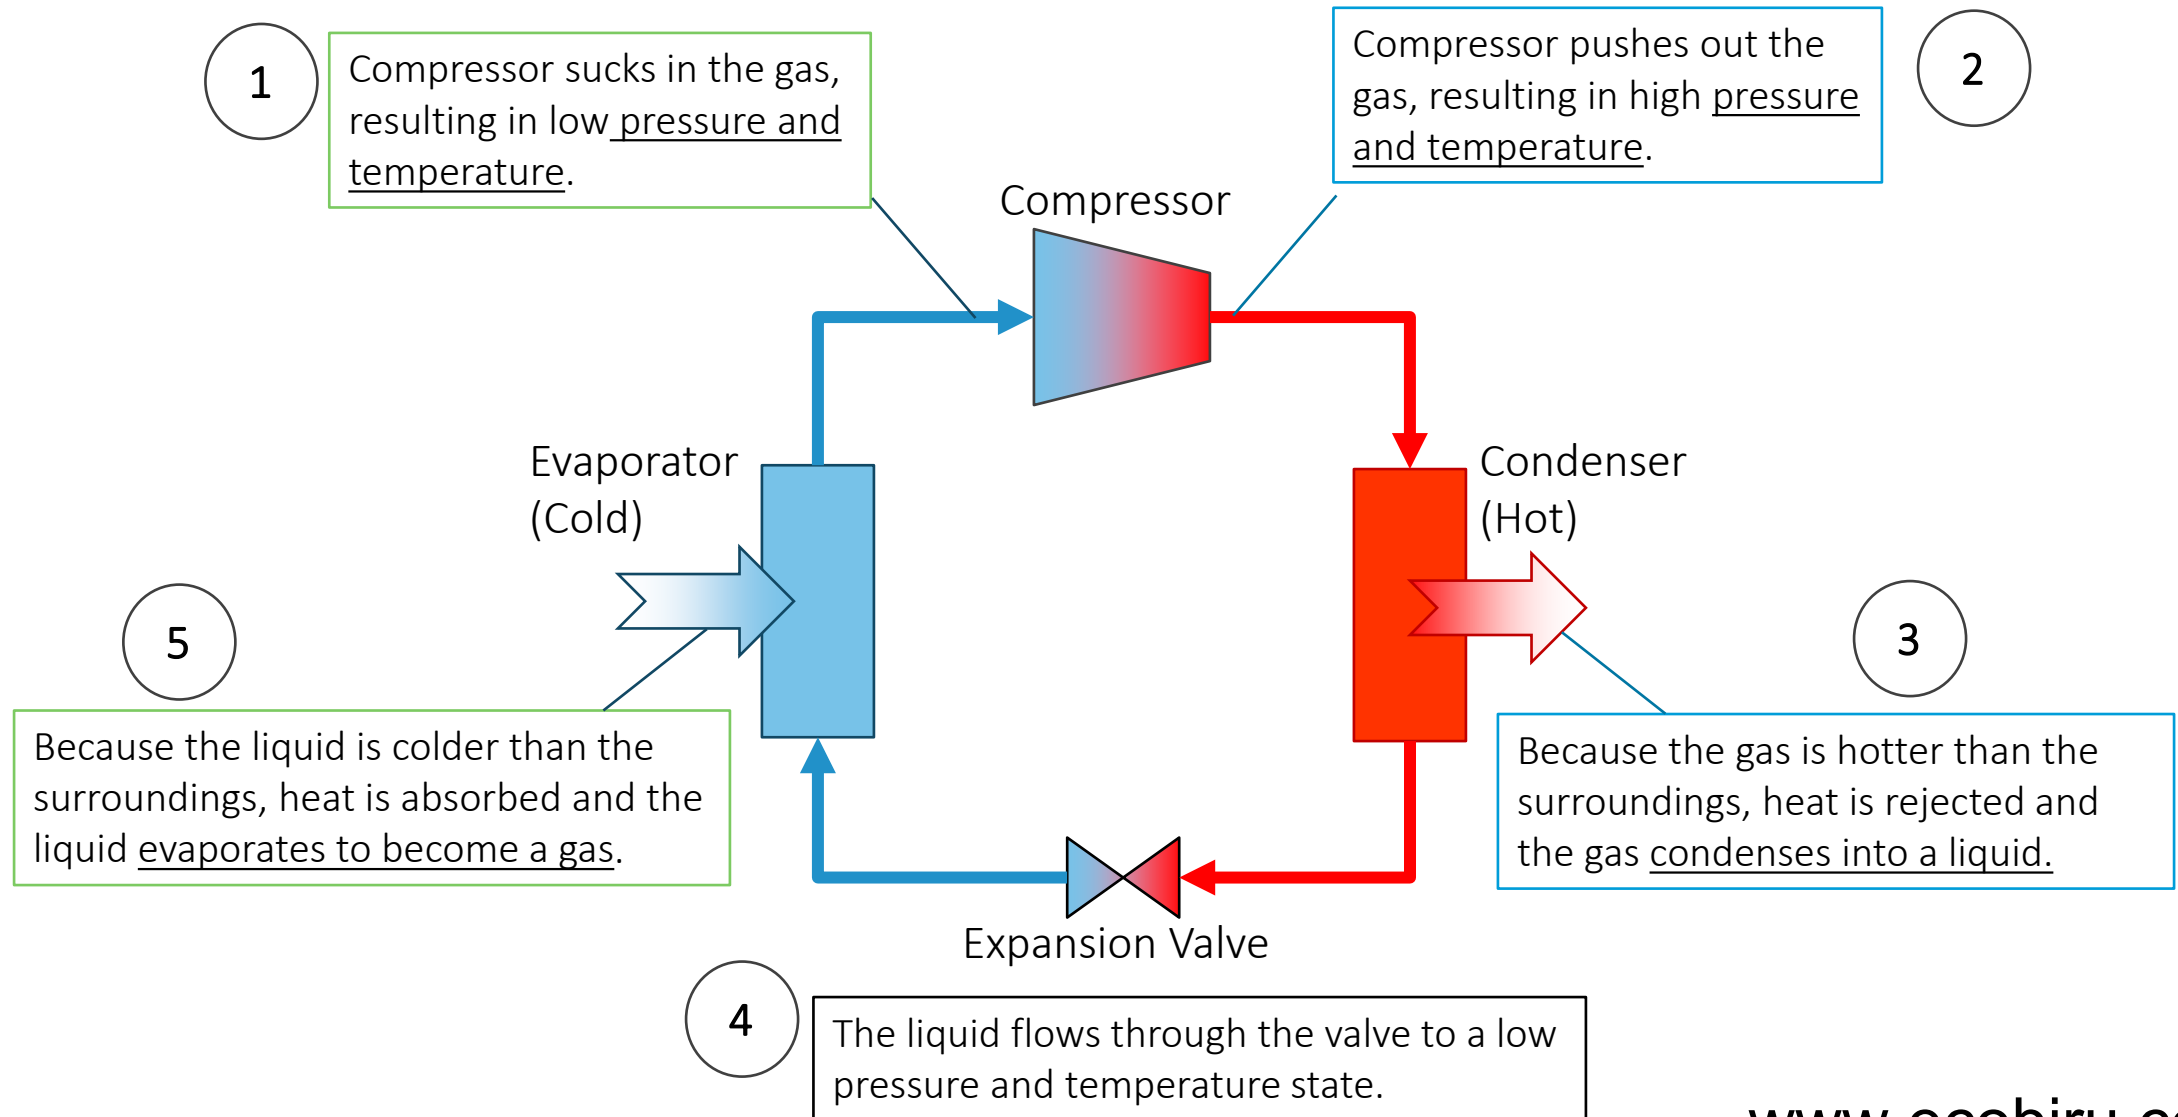 1
Compressor sucks in the gas,
resulting in low pressure and
temperature.
Compressor pushes out the
gas, resulting in high pressure
and temperature.
2
Compressor
Evaporator
(Cold)
Condenser
(Hot)
5
Because the liquid is colder than the
surroundings, heat is absorbed and the
liquid evaporates to become a gas.
3
Because the gas is hotter than the
surroundings, heat is rejected and
the gas condenses into a liquid.
Expansion Valve
4
The liquid flows through the valve to a low
pressure and temperature state.